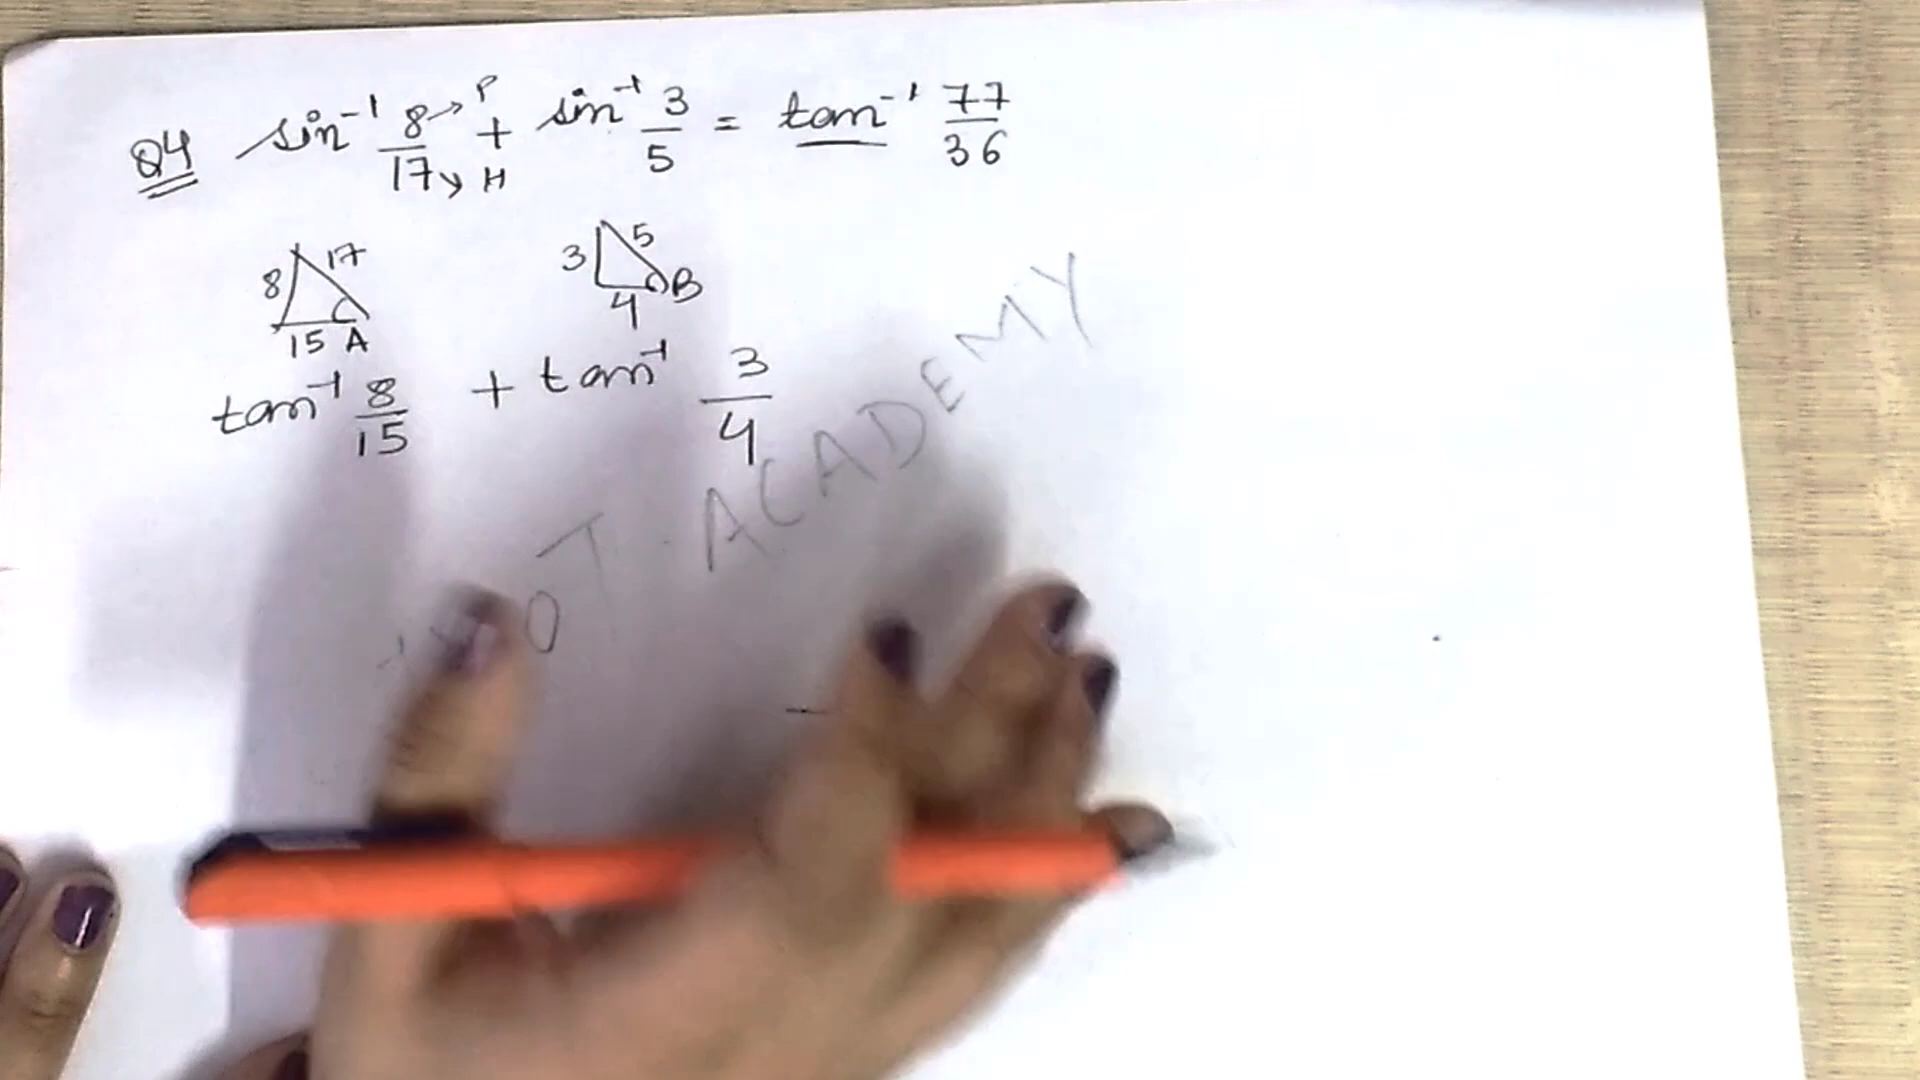 Q4 sin⁻¹ 8/17 → P → H + sin⁻¹ 3/5 = tan⁻¹ 77/36
8 17 15 A
3 5 4 B
tan⁻¹ 8/15 + tan⁻¹ 3/4
ACADEMY